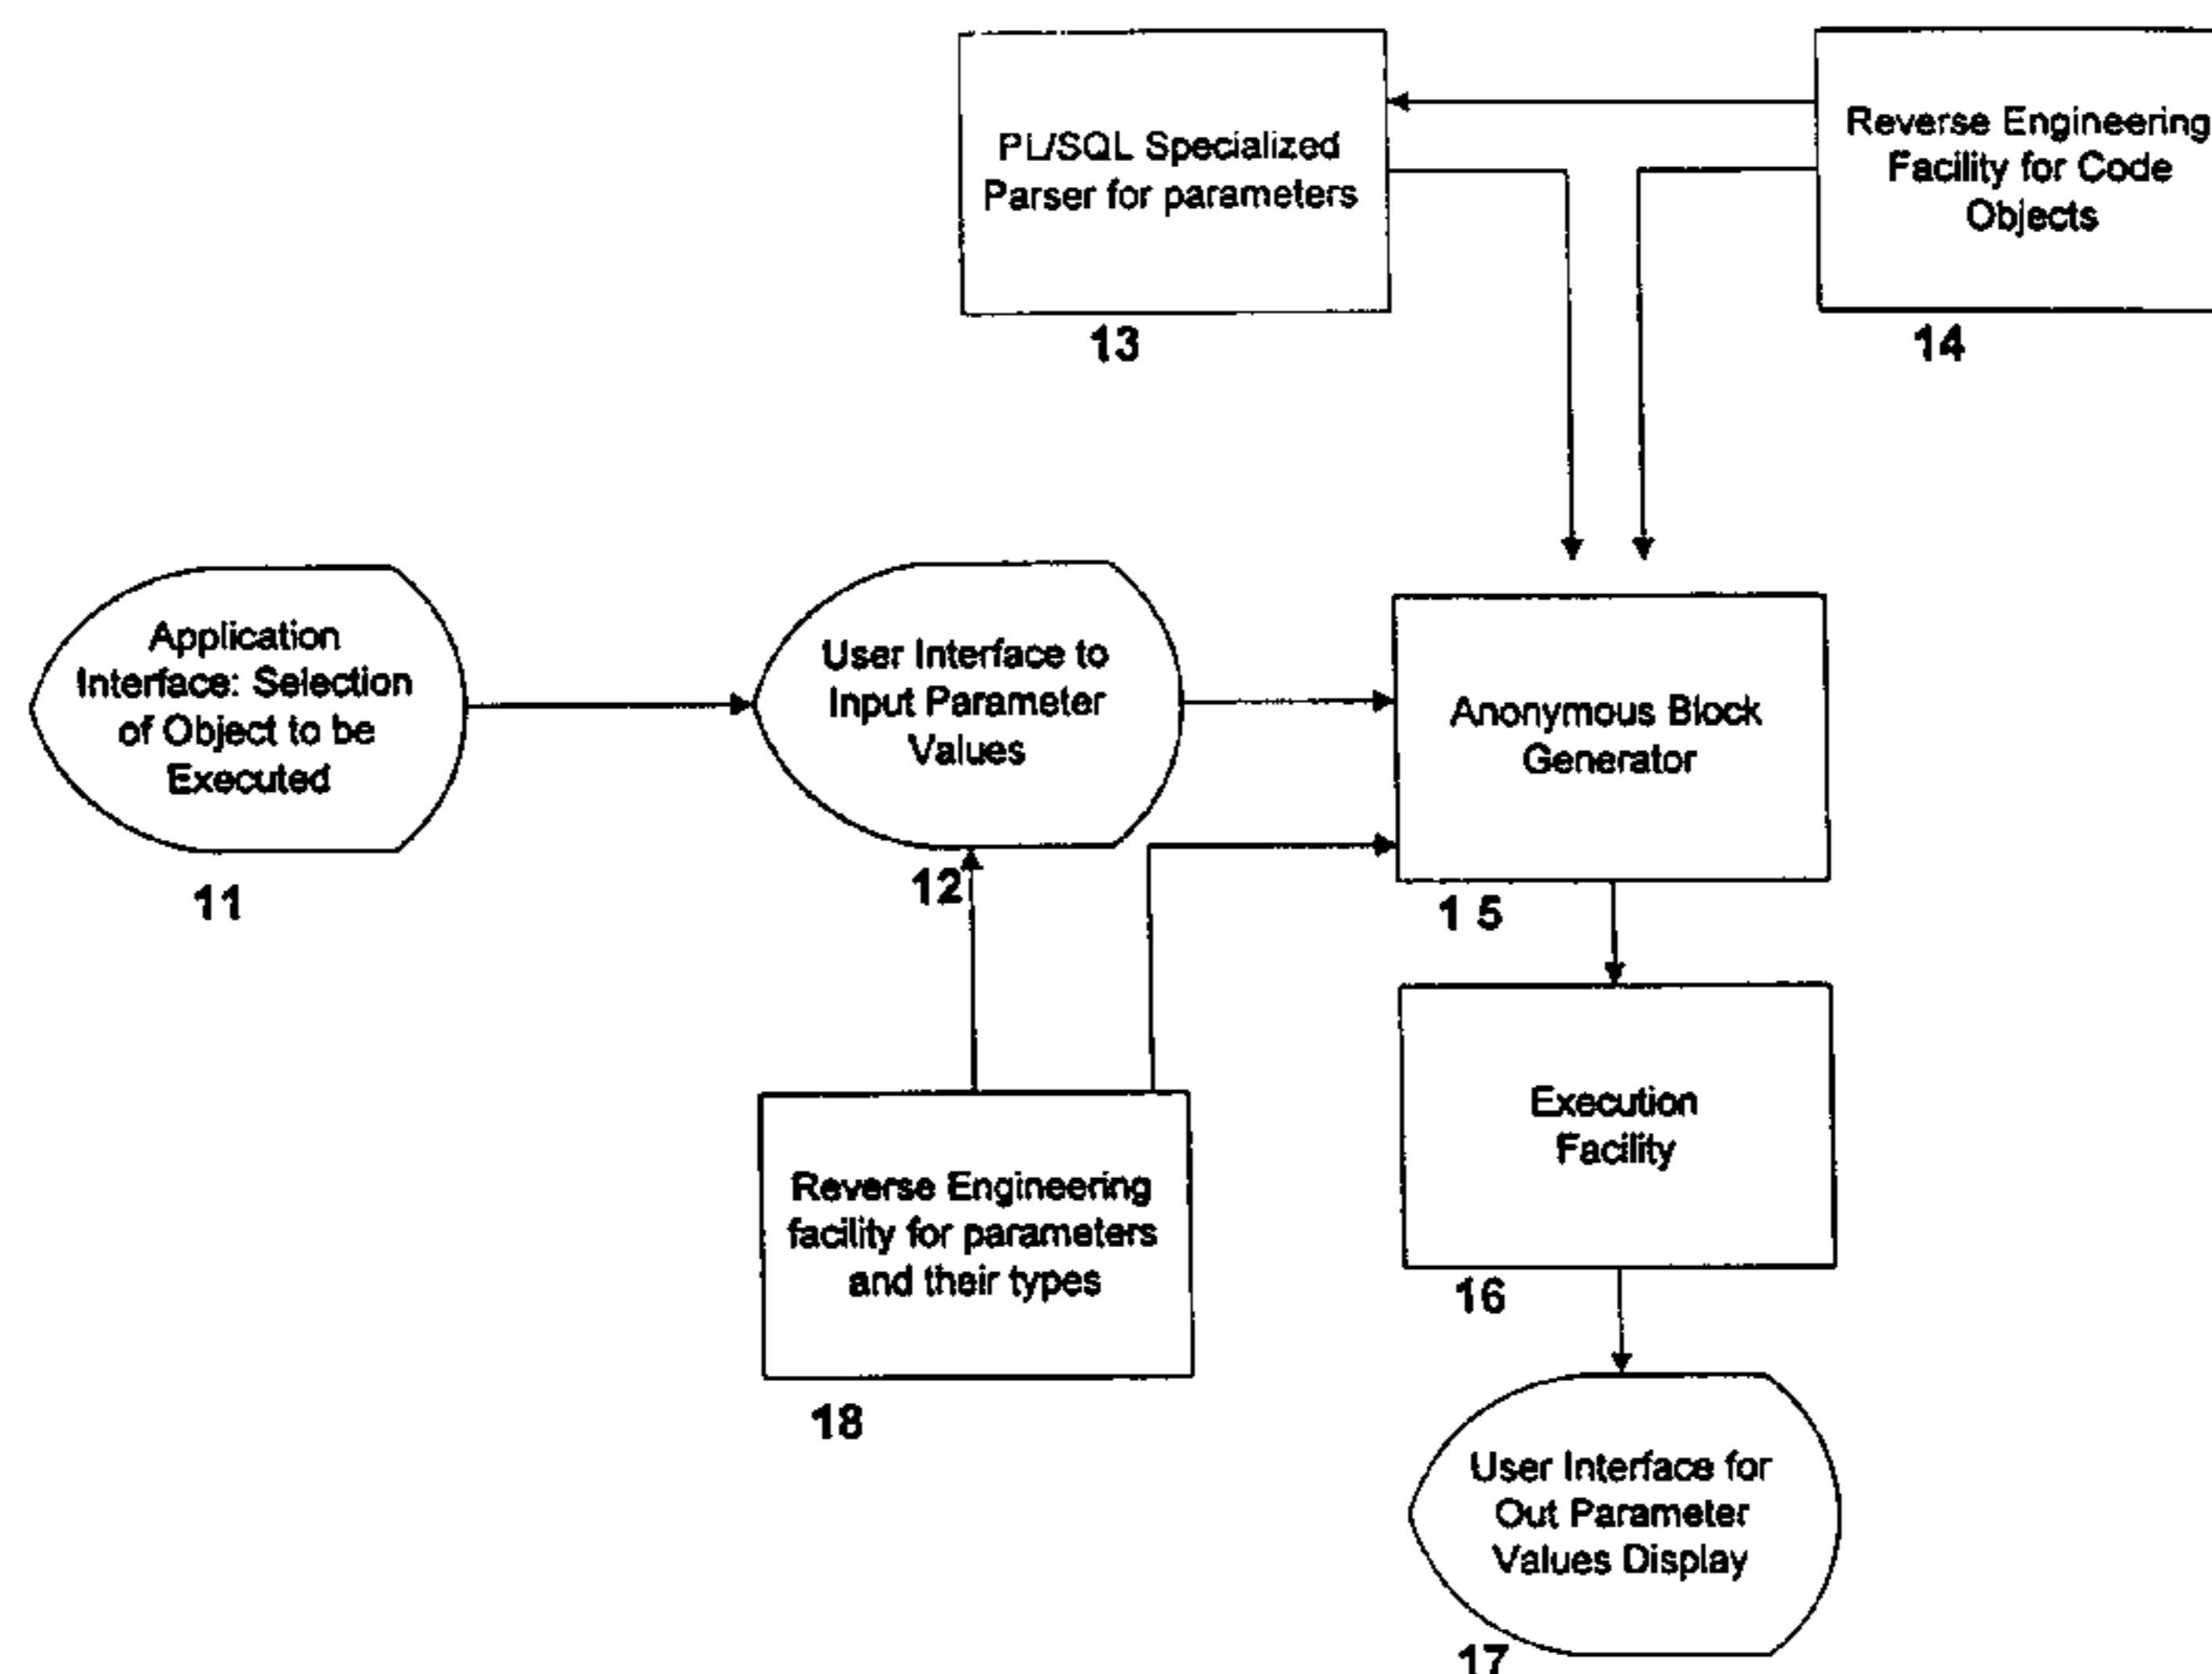 PL/SQL Specialized
Parser for parameters
13
Reverse Engineering
Facility for Code
Objects
14
Application
Interface: Selection
of Object to be
Executed
11
User Interface to
Input Parameter
Values
12
Anonymous Block
Generator
1 5
Reverse Engineering
facility for parameters
and their types
18
Execution
Facility
16
User Interface for
Out Parameter
Values Display
17